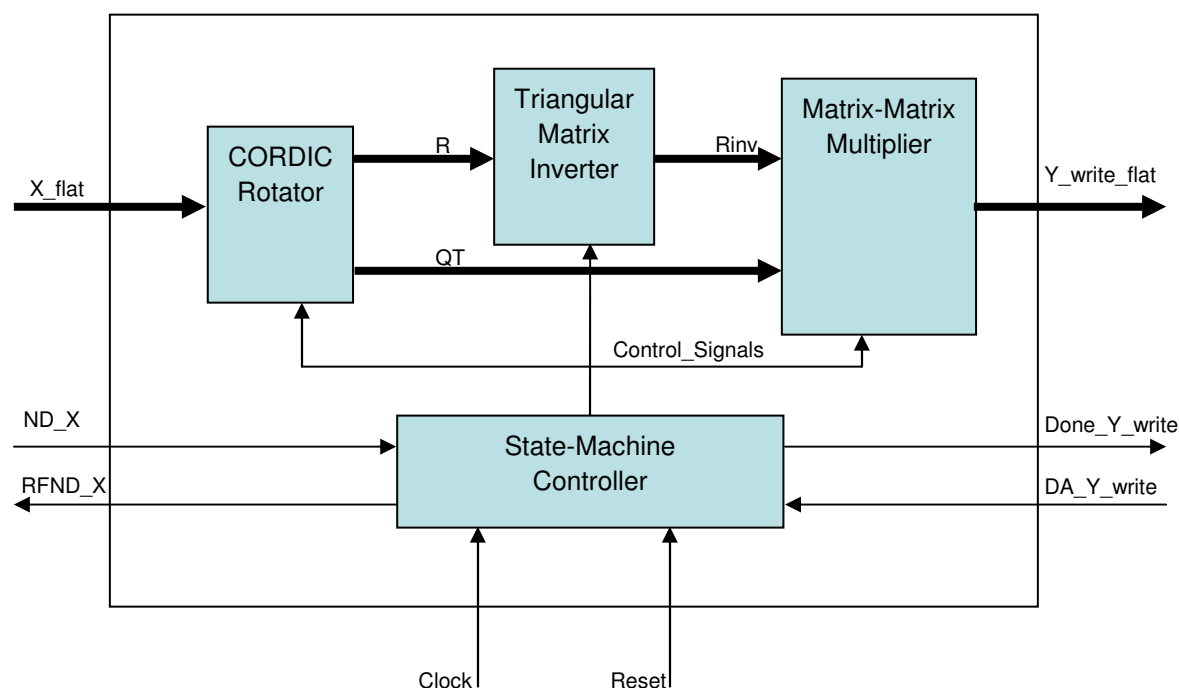 Triangular
Matrix
Inverter
Matrix-Matrix
Multiplier
CORDIC
Rotator
R
Rinv
X_flat
Y_write_flat
QT
Control_Signals
ND_X
State-Machine
Controller
Done_Y_write
RFND_X
DA_Y_write
Clock
Reset